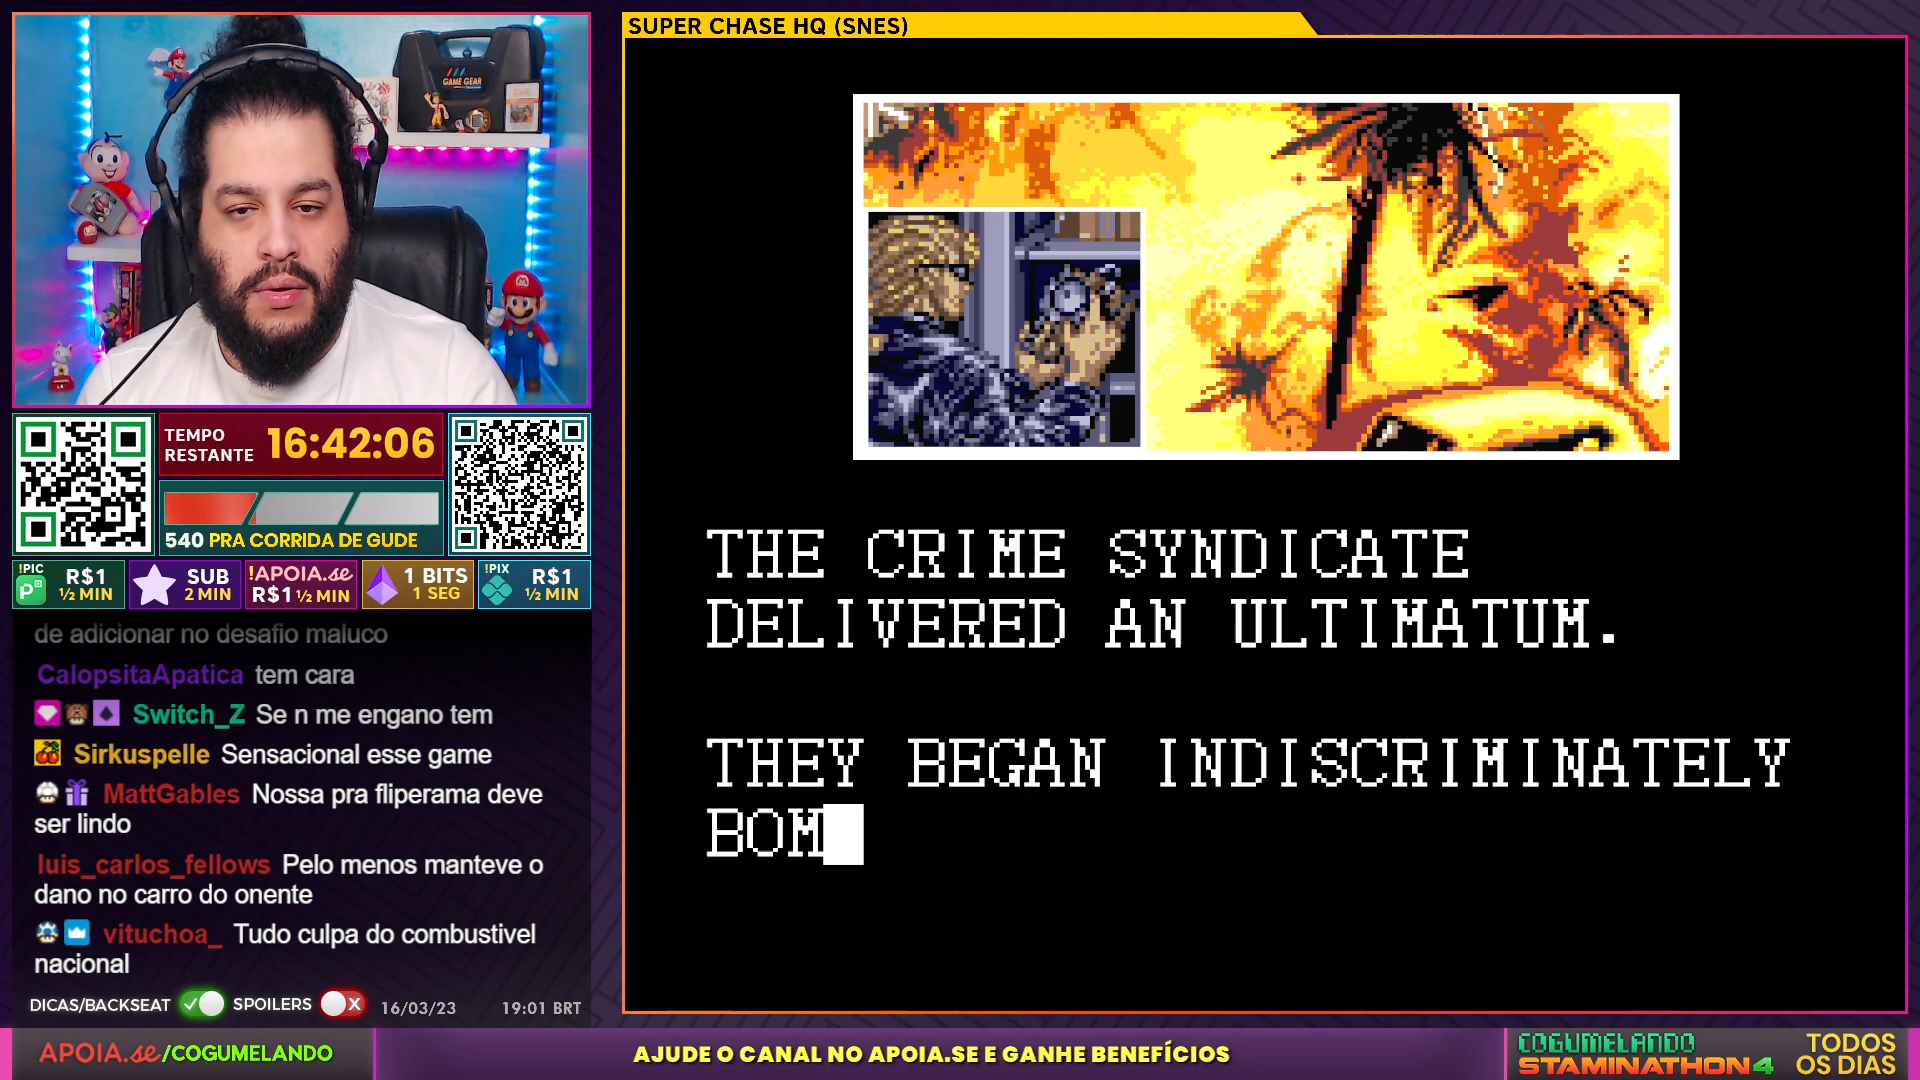 SUPER CHASE HQ (SNES)
GAME GEAR
TEMPO
RESTANTE
16:42:06
540 PRA CORRIDA DE GUDE
!PIC
R$1
½ MIN
SUB
2 MIN
!APOIA.se
R$1 ½ MIN
1 BITS
1 SEG
!PIX
R$1
½ MIN
de adicionar no desafio maluco
CalopsitaApatica tem cara
Switch_Z Se n me engano tem
Sirkuspelle Sensacional esse game
MattGables Nossa pra fliperama deve
ser lindo
luis_carlos_fellows Pelo menos manteve o
dano no carro do onente
vituchoa_ Tudo culpa do combustivel
nacional
DICAS/BACKSEAT
SPOILERS
16/03/23
19:01 BRT
THE CRIME SYNDICATE
DELIVERED AN ULTIMATUM.
THEY BEGAN INDISCRIMINATELY
BOM
APOIA.se/COGUMELANDO
AJUDE O CANAL NO APOIA.SE E GANHE BENEFÍCIOS
COGUMELANDO
STAMINATHON 4
TODOS
OS DIAS